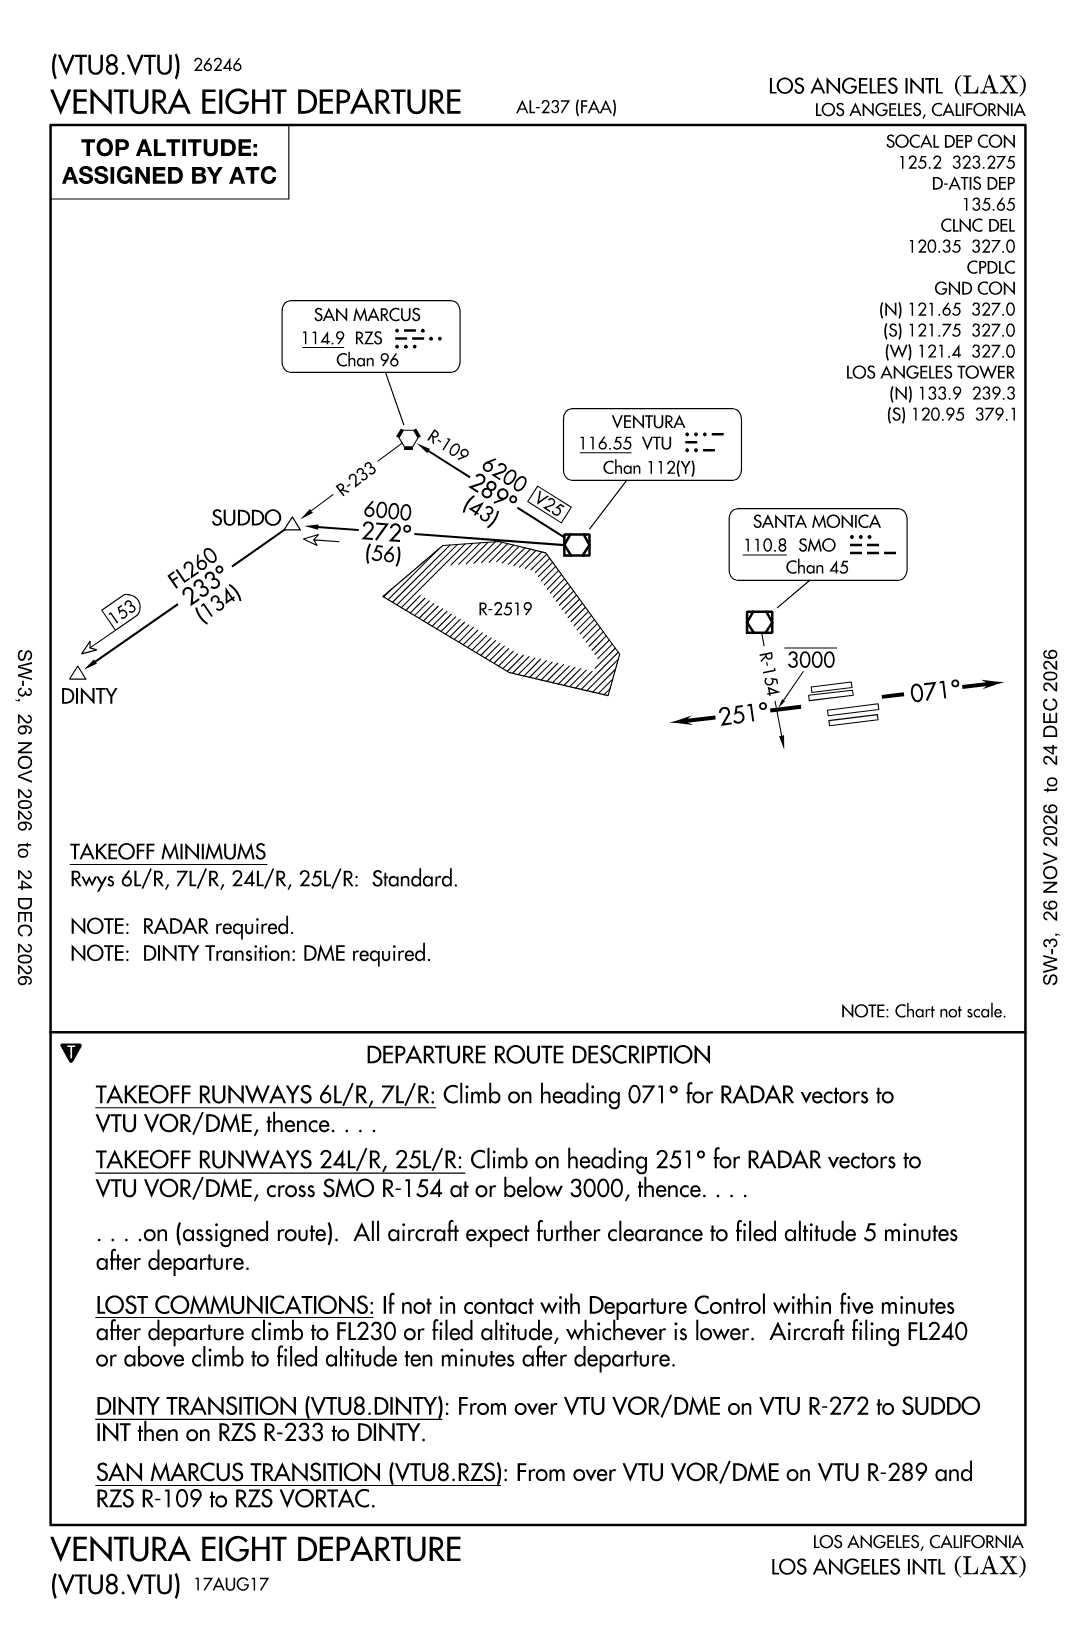 (VTU8.VTU) 26246
VENTURA EIGHT DEPARTURE
AL-237 (FAA)
LOS ANGELES INTL (LAX)
LOS ANGELES, CALIFORNIA
TOP ALTITUDE:
ASSIGNED BY ATC
SOCAL DEP CON
125.2 323.275
D-ATIS DEP
135.65
CLNC DEL
120.35 327.0
CPDLC
GND CON
(N) 121.65 327.0
(S) 121.75 327.0
(W) 121.4 327.0
LOS ANGELES TOWER
(N) 133.9 239.3
(S) 120.95 379.1
SAN MARCUS
114.9 RZS
Chan 96
VENTURA
116.55 VTU
Chan 112(Y)
SANTA MONICA
110.8 SMO
Chan 45
R-109
6200
289°
(43)
V25
R-233
SUDDO
6000
272°
(56)
FL260
233°
(134)
153
DINTY
R-2519
R-154
3000
251°
071°
SW-3, 26 NOV 2026 to 24 DEC 2026
SW-3, 26 NOV 2026 to 24 DEC 2026
TAKEOFF MINIMUMS
Rwys 6L/R, 7L/R, 24L/R, 25L/R: Standard.
NOTE: RADAR required.
NOTE: DINTY Transition: DME required.
NOTE: Chart not scale.
T
DEPARTURE ROUTE DESCRIPTION
TAKEOFF RUNWAYS 6L/R, 7L/R: Climb on heading 071° for RADAR vectors to
VTU VOR/DME, thence. . . .
TAKEOFF RUNWAYS 24L/R, 25L/R: Climb on heading 251° for RADAR vectors to
VTU VOR/DME, cross SMO R-154 at or below 3000, thence. . . .
. . . .on (assigned route). All aircraft expect further clearance to filed altitude 5 minutes
after departure.
LOST COMMUNICATIONS: If not in contact with Departure Control within five minutes
after departure climb to FL230 or filed altitude, whichever is lower. Aircraft filing FL240
or above climb to filed altitude ten minutes after departure.
DINTY TRANSITION (VTU8.DINTY): From over VTU VOR/DME on VTU R-272 to SUDDO
INT then on RZS R-233 to DINTY.
SAN MARCUS TRANSITION (VTU8.RZS): From over VTU VOR/DME on VTU R-289 and
RZS R-109 to RZS VORTAC.
VENTURA EIGHT DEPARTURE
(VTU8.VTU) 17AUG17
LOS ANGELES, CALIFORNIA
LOS ANGELES INTL (LAX)